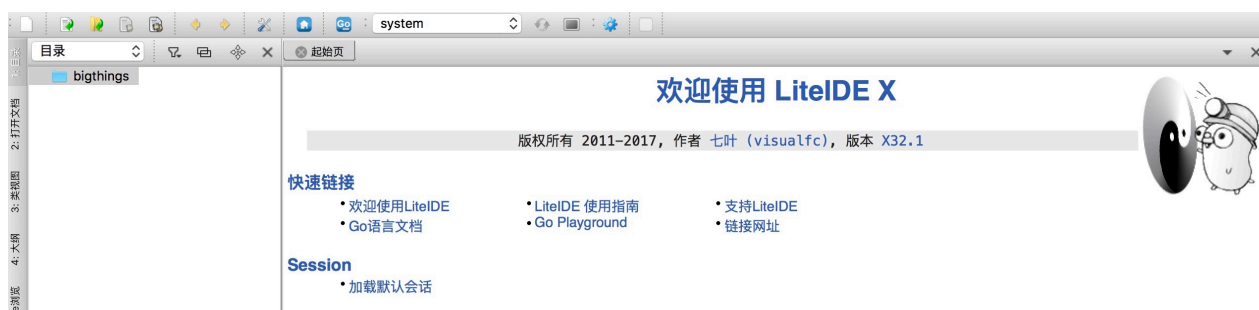 Go
system
目录
起始页
bigthings
2: 打开文档
3: 类视图
4: 大纲
欢迎使用 LiteIDE X
版权所有 2011-2017, 作者 七叶 (visualfc), 版本 X32.1
快速链接
•欢迎使用LiteIDE •LiteIDE 使用指南 •支持LiteIDE
•Go语言文档 •Go Playground •链接网址
Session
•加载默认会话